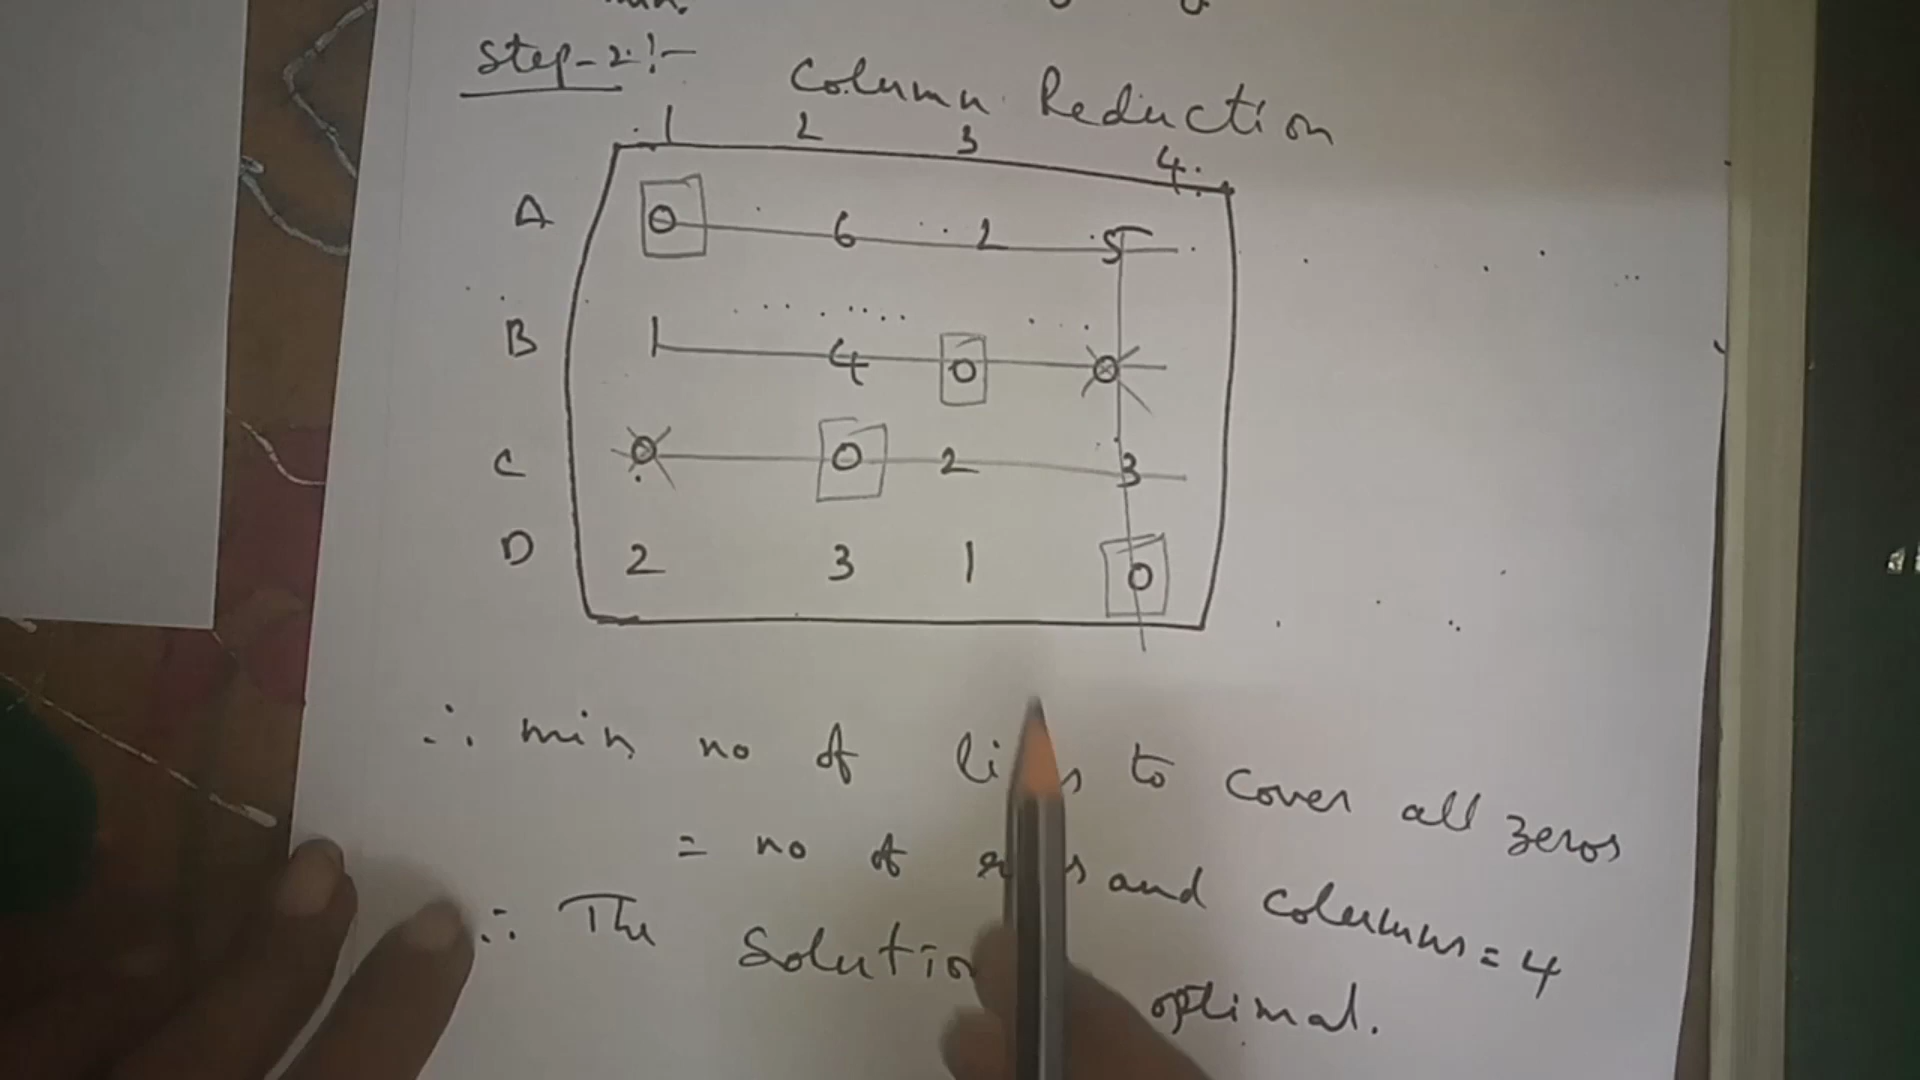 Step-2:-
Column Reduction
1 2 3 4
A 0 6 2 5
B 1 4 0 0
C 0 0 2 3
D 2 3 1 0
∴ min no of to cover all zeros
= no of and columns = 4
∴ The Solution optimal.